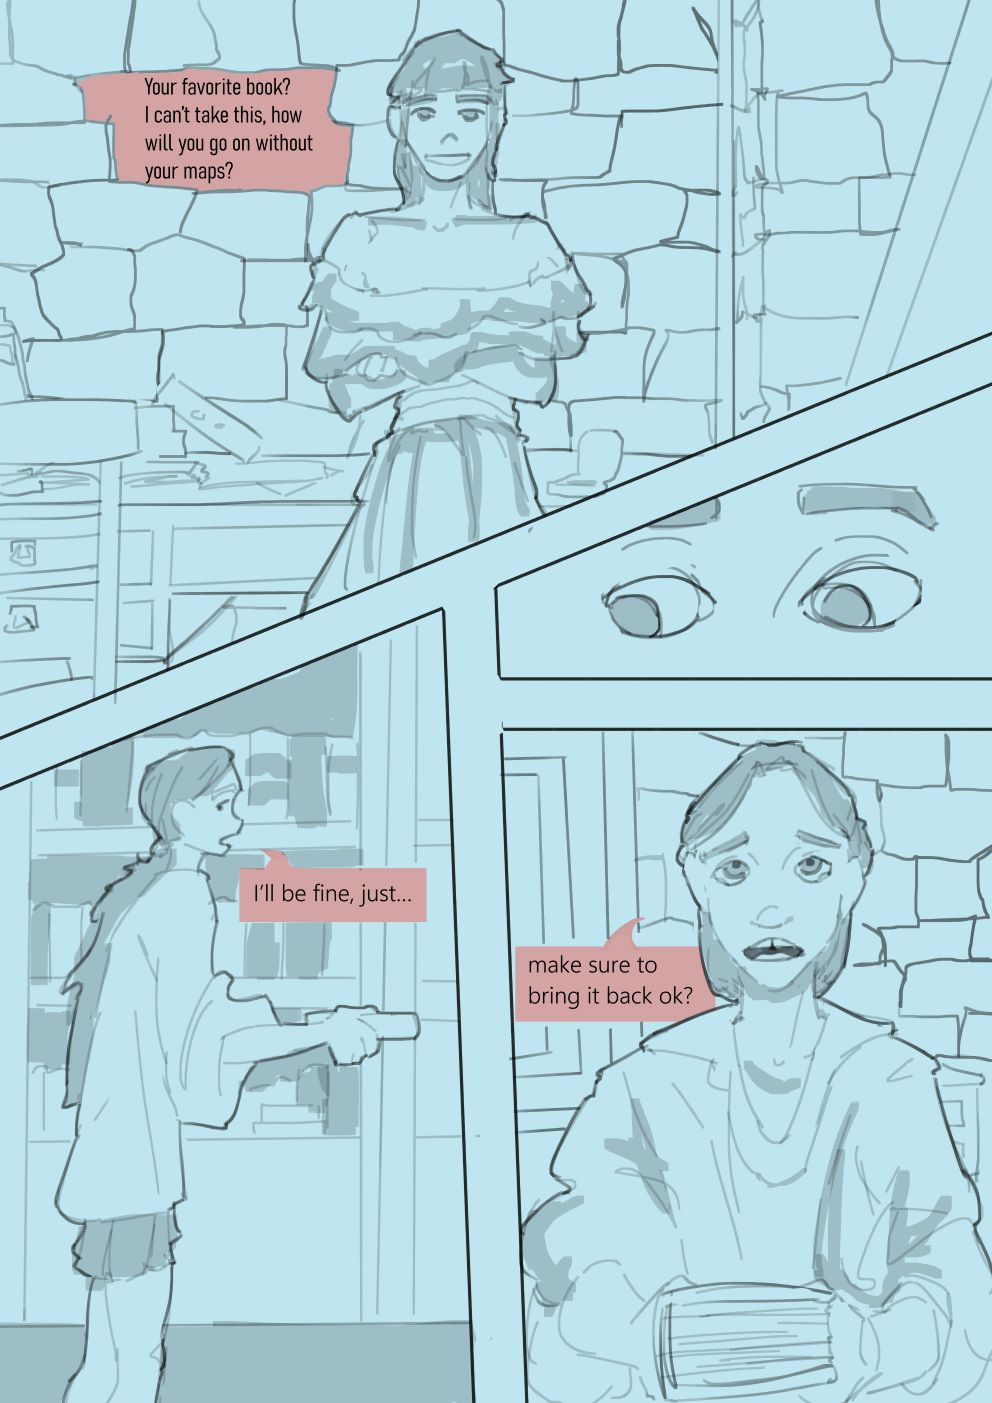 Your favorite book?
I can't take this, how
will you go on without
your maps?
I'll be fine, just...
make sure to
bring it back ok?